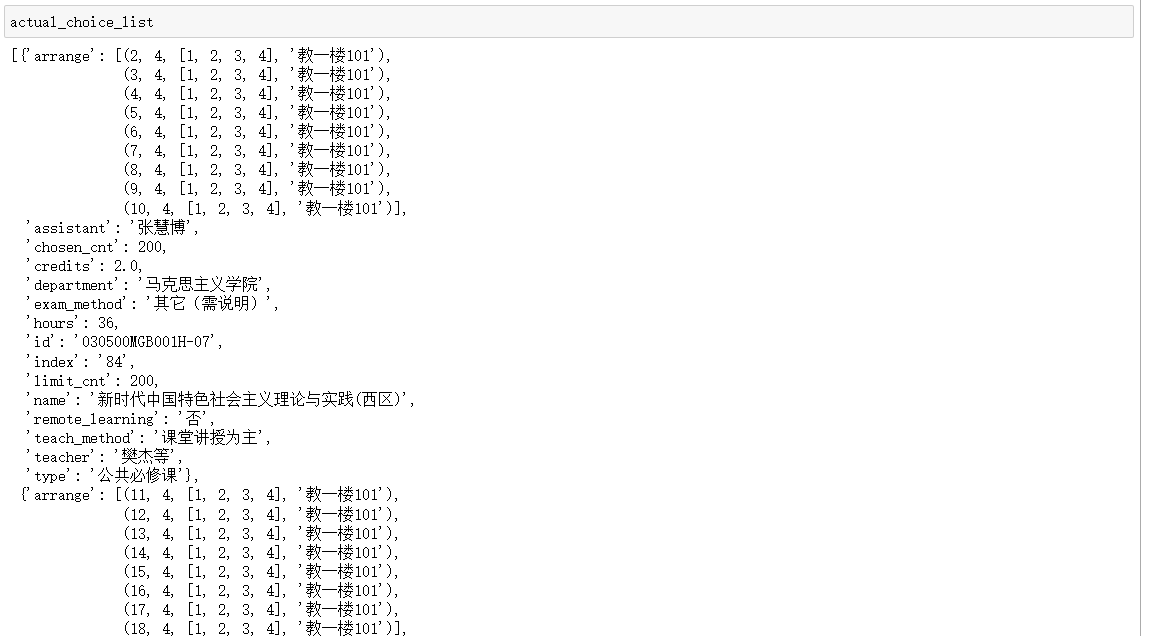 actual_choice_list
[{'arrange': [(2, 4, [1, 2, 3, 4], '教一楼101'),
(3, 4, [1, 2, 3, 4], '教一楼101'),
(4, 4, [1, 2, 3, 4], '教一楼101'),
(5, 4, [1, 2, 3, 4], '教一楼101'),
(6, 4, [1, 2, 3, 4], '教一楼101'),
(7, 4, [1, 2, 3, 4], '教一楼101'),
(8, 4, [1, 2, 3, 4], '教一楼101'),
(9, 4, [1, 2, 3, 4], '教一楼101'),
(10, 4, [1, 2, 3, 4], '教一楼101')],
'assistant': '张慧博',
'chosen_cnt': 200,
'credits': 2.0,
'department': '马克思主义学院',
'exam_method': '其它（需说明）',
'hours': 36,
'id': '030500MGB001H-07',
'index': '84',
'limit_cnt': 200,
'name': '新时代中国特色社会主义理论与实践(西区)',
'remote_learning': '否',
'teach_method': '课堂讲授为主',
'teacher': '樊杰等',
'type': '公共必修课'},
{'arrange': [(11, 4, [1, 2, 3, 4], '教一楼101'),
(12, 4, [1, 2, 3, 4], '教一楼101'),
(13, 4, [1, 2, 3, 4], '教一楼101'),
(14, 4, [1, 2, 3, 4], '教一楼101'),
(15, 4, [1, 2, 3, 4], '教一楼101'),
(16, 4, [1, 2, 3, 4], '教一楼101'),
(17, 4, [1, 2, 3, 4], '教一楼101'),
(18, 4, [1, 2, 3, 4], '教一楼101')],